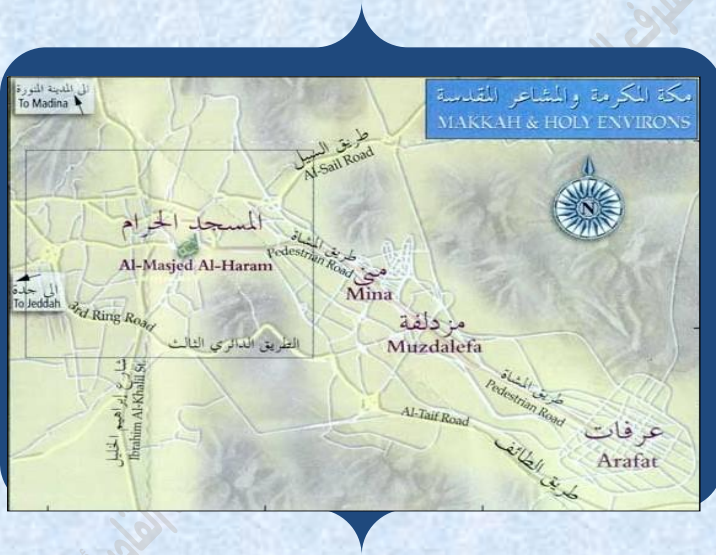 الى المدينة المنورة
To Madina
مكة المكرمة والمشاعر المقدسة
MAKKAH & HOLY ENVIRONS
طريق السيل
Al-Sail Road
N
المسجد الحرام
Al-Masjed Al-Haram
طريق المشاة
Pedestrian Road
منى
Mina
الى جدة
To Jeddah
3rd Ring Road
الطريق الدائري الثالث
مزدلفة
Muzdalefa
شارع إبراهيم الخليل
Ibrahim Al-Khalil St.
طريق المشاة
Pedestrian Road
Al-Taif Road
طريق الطائف
عرفات
Arafat